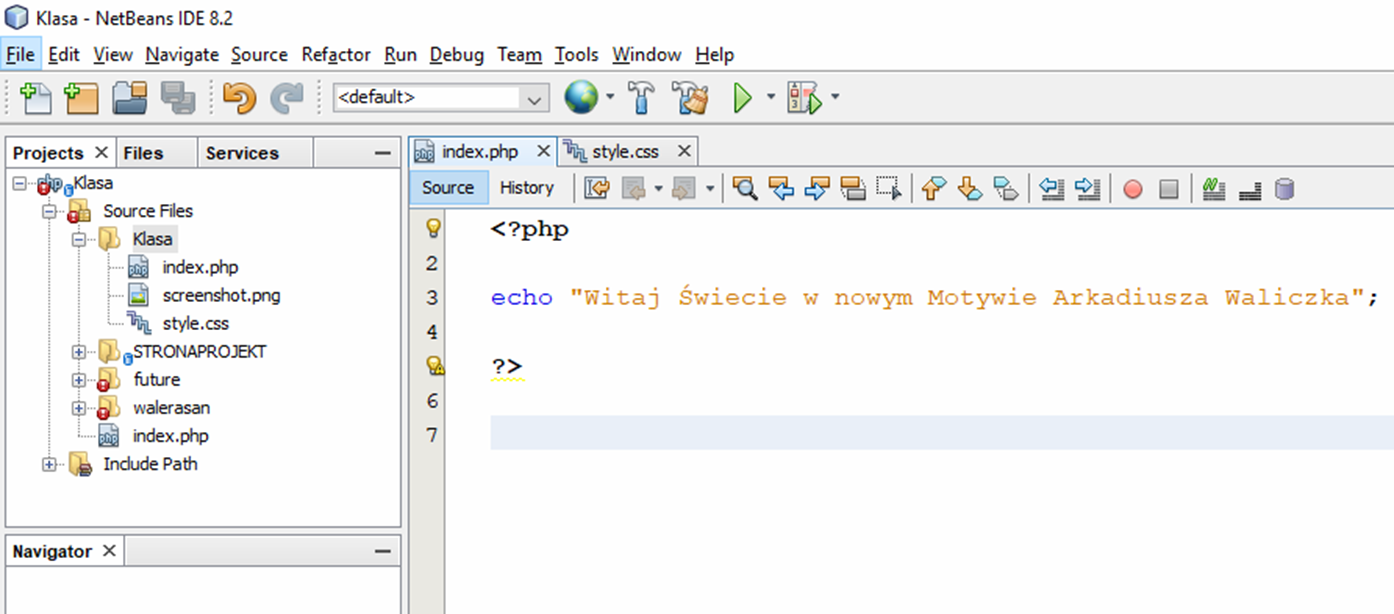 Klasa - NetBeans IDE 8.2
File Edit View Navigate Source Refactor Run Debug Team Tools Window Help
<default>
Projects Files Services
php Klasa
Source Files
Klasa
index.php
screenshot.png
style.css
STRONAPROJEKT
future
walerasan
index.php
Include Path
Navigator
index.php style.css
Source History
<?php
2
3 echo "Witaj Świecie w nowym Motywie Arkadiusza Waliczka";
4
?>
6
7